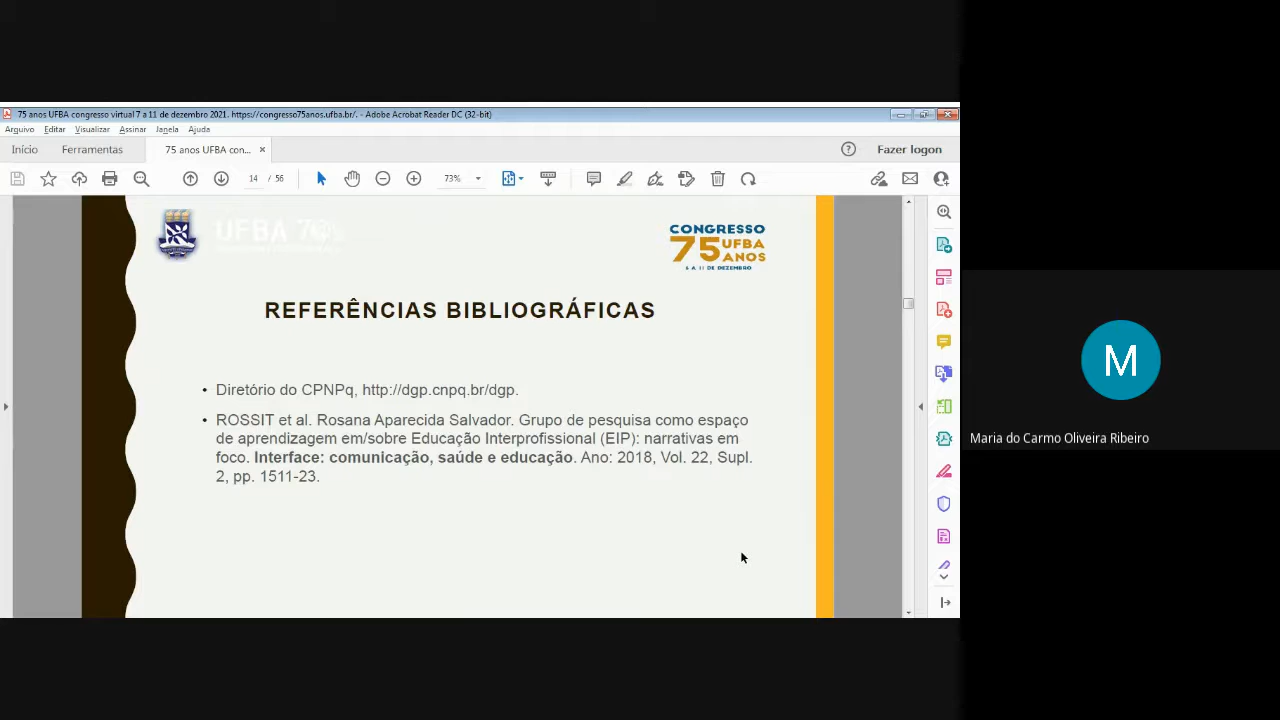 75 anos UFBA congresso virtual 7 a 11 de dezembro 2021. https://congresso75anos.ufba.br/. - Adobe Acrobat Reader DC (32-bit)
Arquivo Editar Visualizar Assinar Janela Ajuda
Início Ferramentas 75 anos UFBA con... × Fazer logon
14 / 56 73%
UFBA 70
CONGRESSO
75 UFBA ANOS
6 A 11 DE DEZEMBRO
REFERÊNCIAS BIBLIOGRÁFICAS
• Diretório do CPNPq, http://dgp.cnpq.br/dgp.
• ROSSIT et al. Rosana Aparecida Salvador. Grupo de pesquisa como espaço
de aprendizagem em/sobre Educação Interprofissional (EIP): narrativas em
foco. Interface: comunicação, saúde e educação. Ano: 2018, Vol. 22, Supl.
2, pp. 1511-23.
M
Maria do Carmo Oliveira Ribeiro